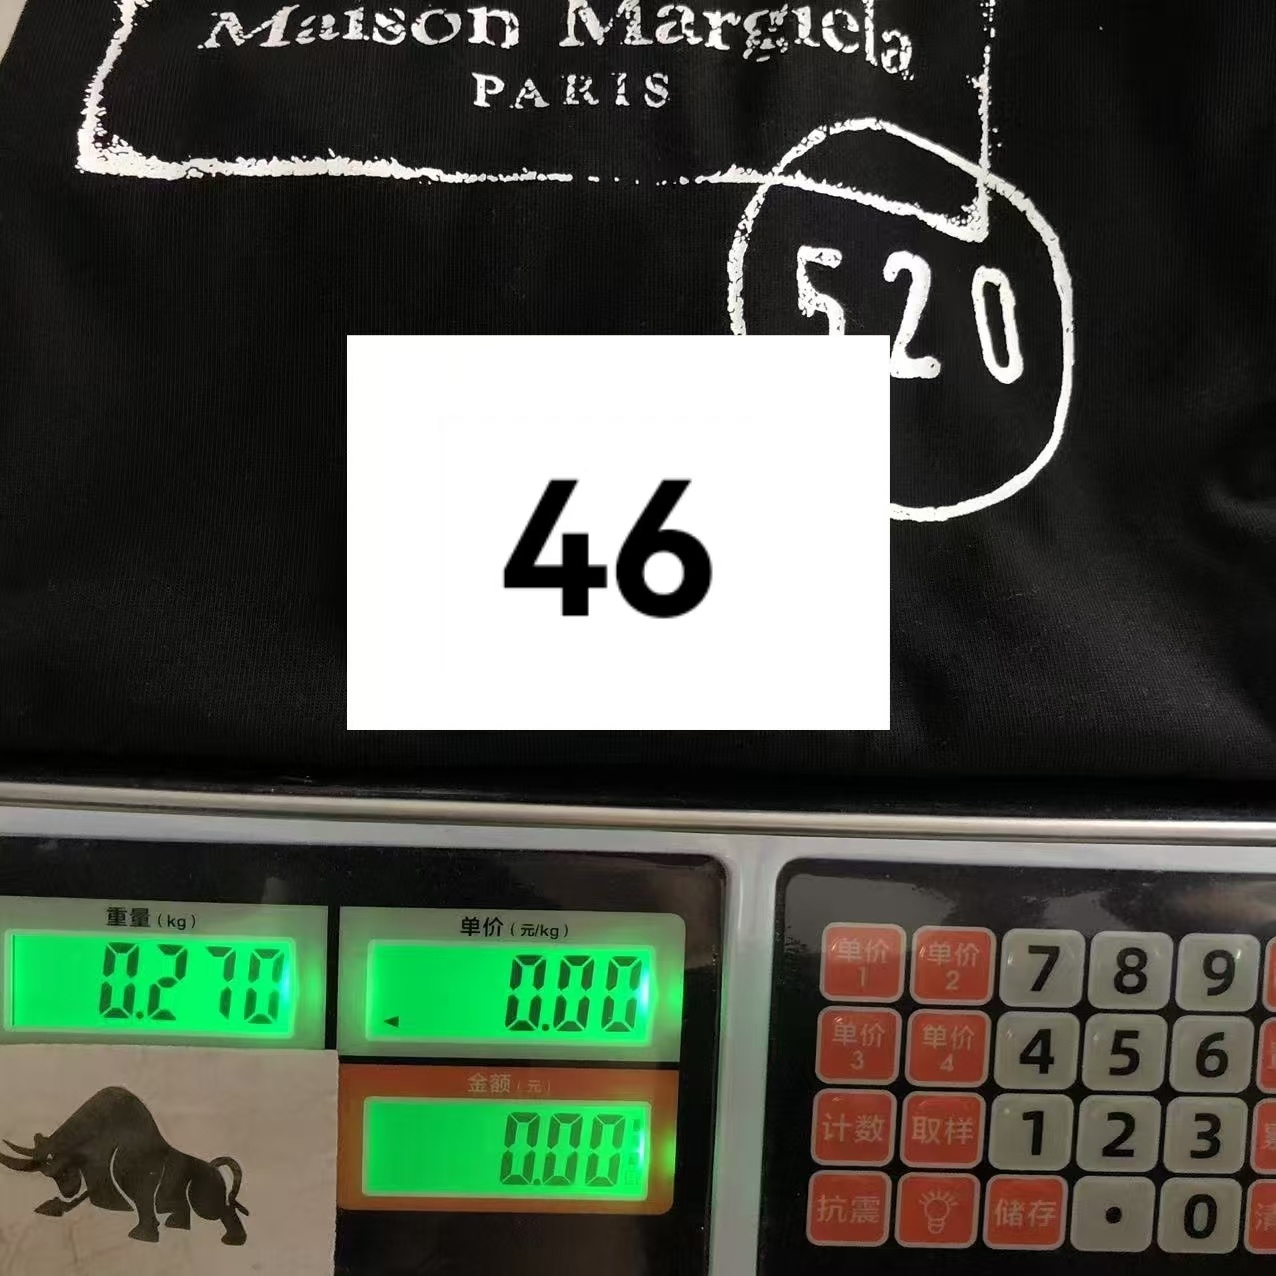 Maison Margiela
PARIS
520
46
重量(kg)
0.270
单价(元/kg)
0.00
金额(元)
0.00
单价1 单价2 7 8 9
单价3 单价4 4 5 6
计数 取样 1 2 3
抗震 储存 . 0